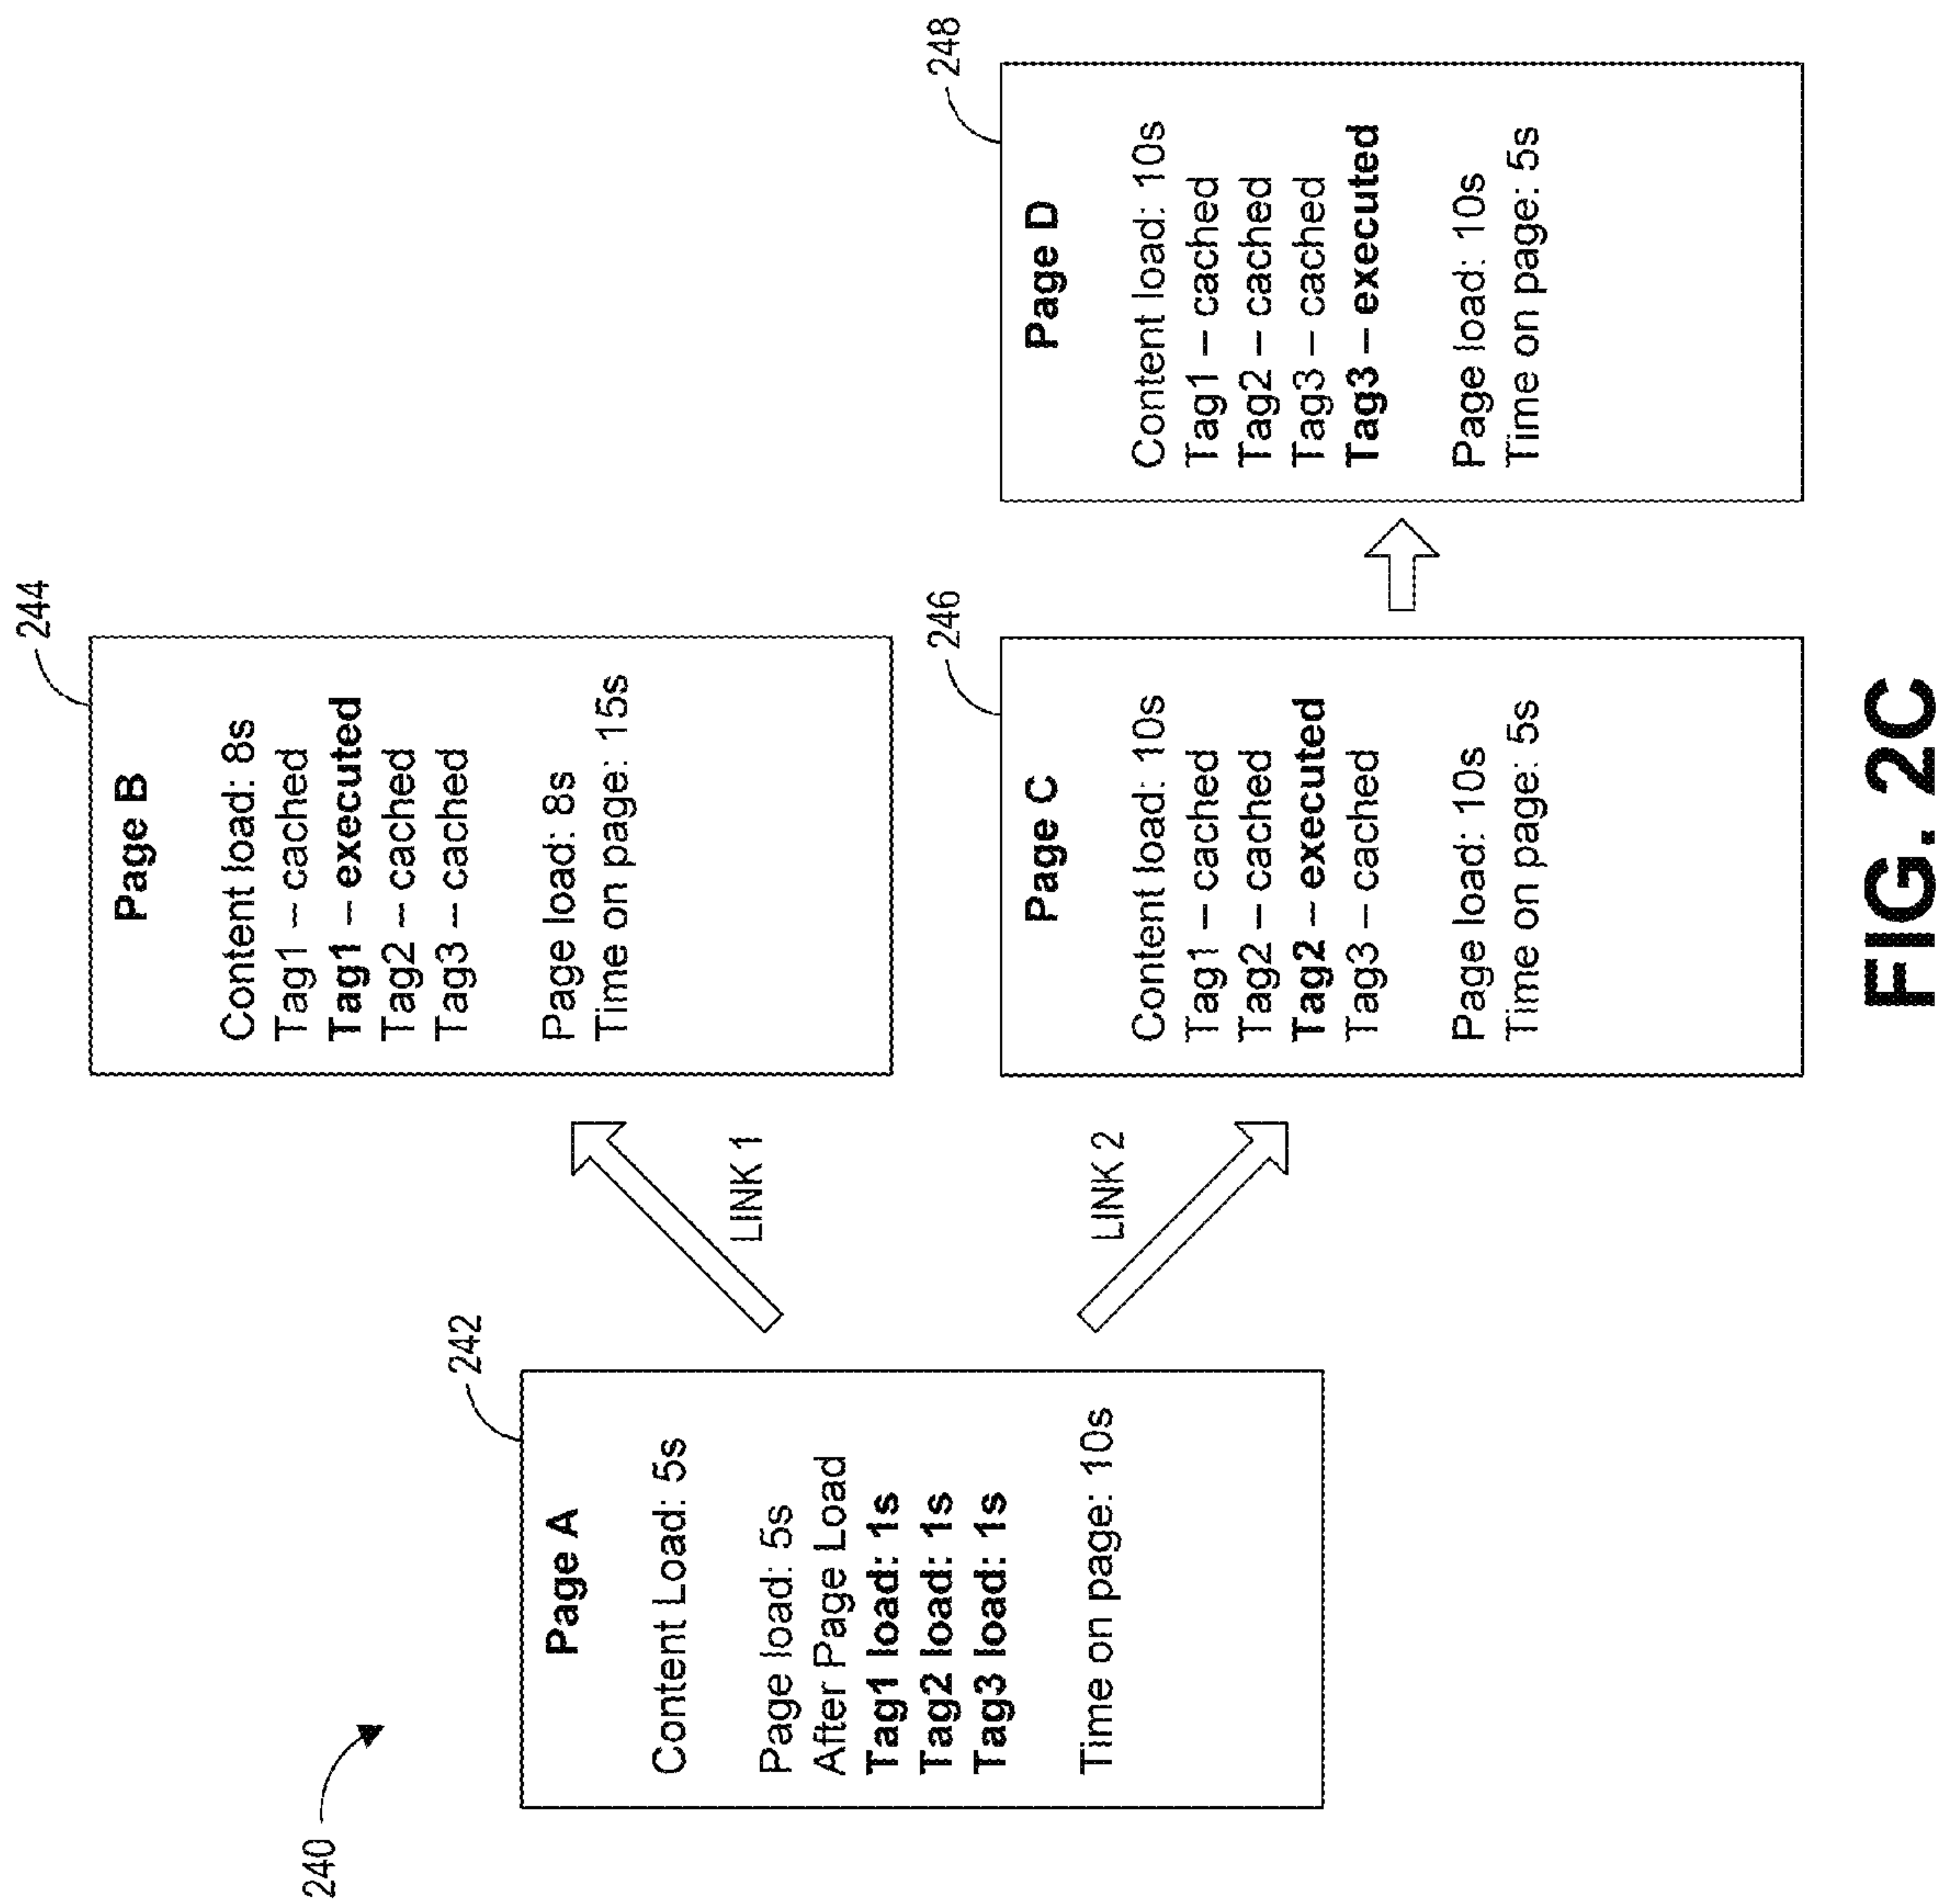 240
242
Page A
Content Load: 5s
Page load: 5s
After Page Load
Tag1 load: 1s
Tag2 load: 1s
Tag3 load: 1s
Time on page: 10s
LINK 1
LINK 2
244
Page B
Content load: 8s
Tag1 – cached
Tag1 – executed
Tag2 – cached
Tag3 – cached
Page load: 8s
Time on page: 15s
246
Page C
Content load: 10s
Tag1 – cached
Tag2 – cached
Tag2 – executed
Tag3 – cached
Page load: 10s
Time on page: 5s
248
Page D
Content load: 10s
Tag1 – cached
Tag2 – cached
Tag3 – cached
Tag3 – executed
Page load: 10s
Time on page: 5s
FIG. 2C